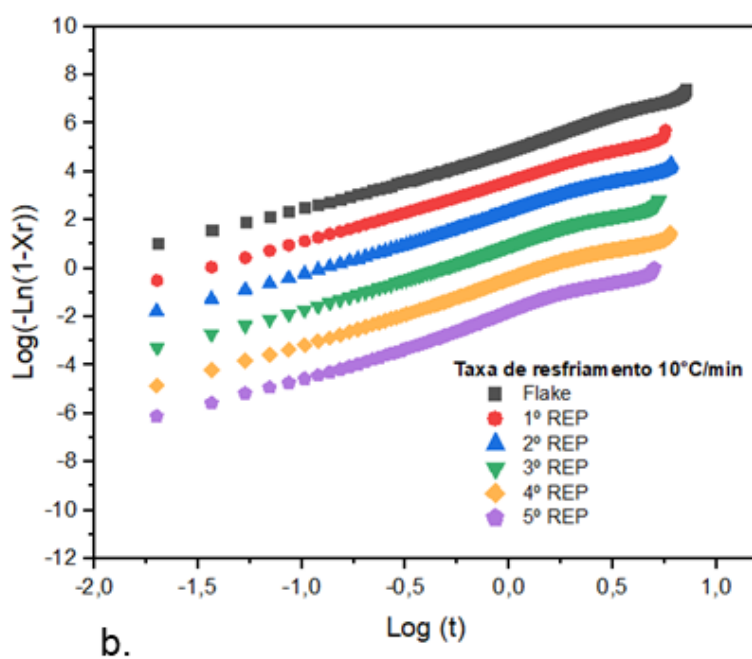 10
8
6
4
2
0
-2
-4
-6
-8
-10
-12
Log(-Ln(1-Xr))
Taxa de resfriamento 10°C/min
Flake
1º REP
2º REP
3º REP
4º REP
5º REP
-2,0 -1,5 -1,0 -0,5 0,0 0,5 1,0
Log (t)
b.